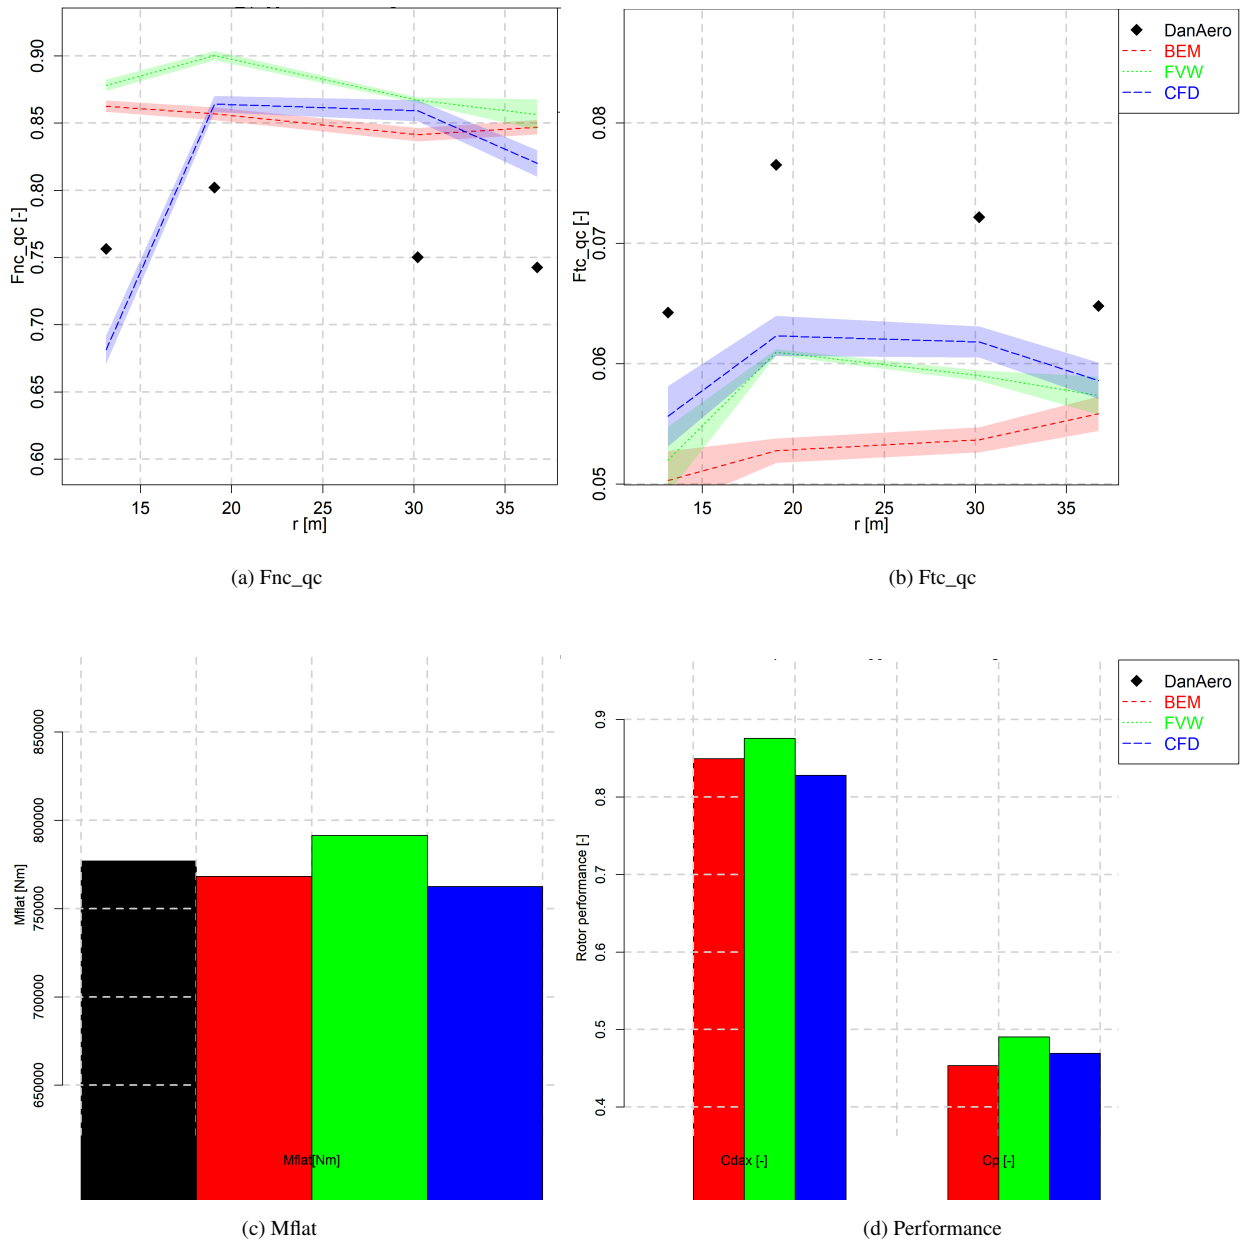 0.90
0.85
0.80
0.75
0.70
0.65
0.60
Fnc_qc [-]
15
20
25
30
35
r [m]
(a) Fnc_qc
0.08
0.07
0.06
0.05
Ftc_qc [-]
15
20
25
30
35
r [m]
(b) Ftc_qc
DanAero
BEM
FVW
CFD
850000
800000
750000
700000
650000
Mflat [Nm]
Mflat[Nm]
(c) Mflat
0.9
0.8
0.7
0.6
0.5
0.4
Rotor performance [-]
Cdax [-]
Cp [-]
(d) Performance
DanAero
BEM
FVW
CFD